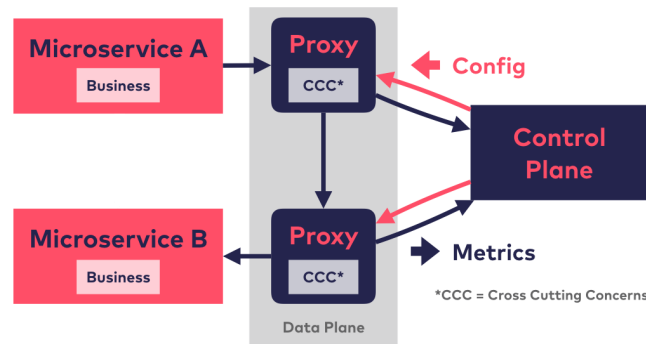 Microservice A
Business
Proxy
CCC*
Config
Control
Plane
Microservice B
Business
Proxy
CCC*
Metrics
*CCC = Cross Cutting Concerns
Data Plane